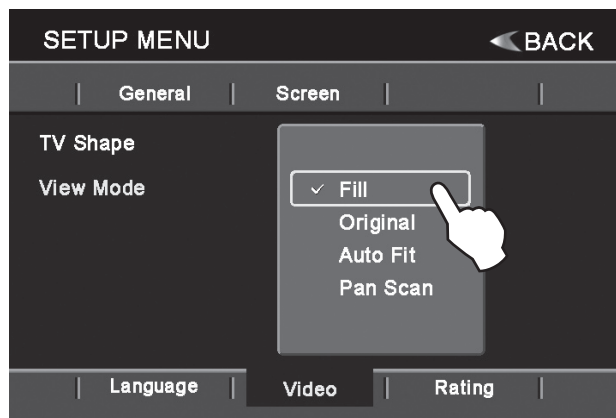 SETUP MENU BACK
General Screen
TV Shape
View Mode
Fill
Original
Auto Fit
Pan Scan
Language Video Rating